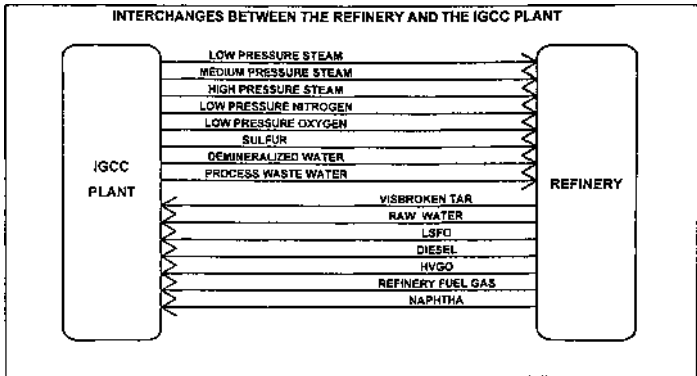 INTERCHANGES BETWEEN THE REFINERY AND THE IGCC PLANT
LOW PRESSURE STEAM
MEDIUM PRESSURE STEAM
HIGH PRESSURE STEAM
LOW PRESSURE NITROGEN
LOW PRESSURE OXYGEN
SULFUR
DEMINERALIZED WATER
PROCESS WASTE WATER
IGCC
PLANT
REFINERY
VISBROKEN TAR
RAW WATER
LSFO
DIESEL
HVGO
REFINERY FUEL GAS
NAPHTHA